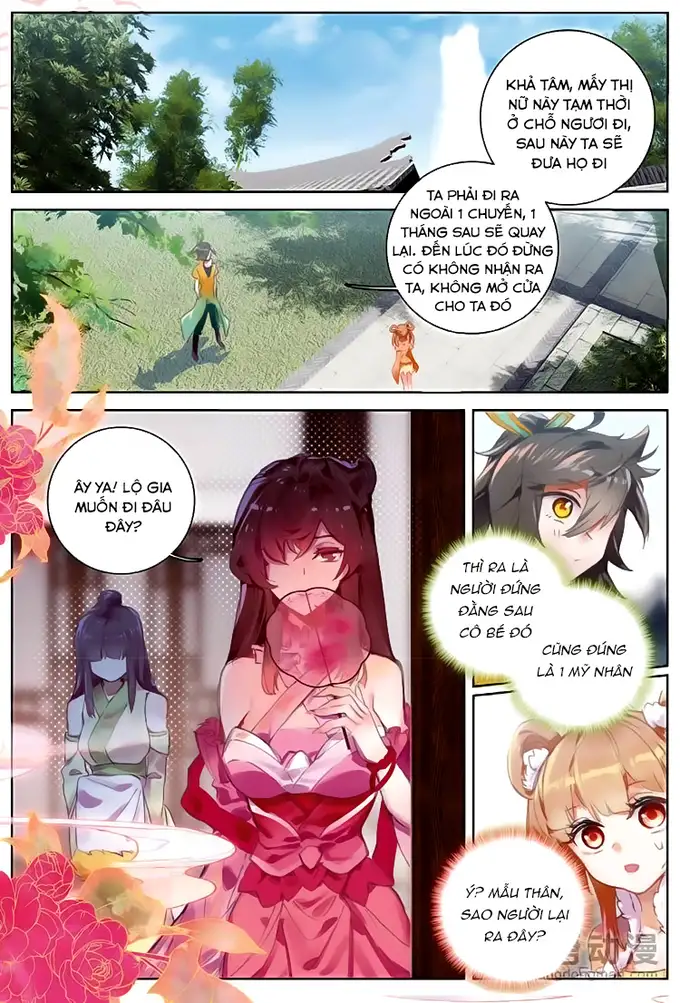 KHẢ TÂM, MẤY THỊ
NỮ NÀY TẠM THỜI
Ở CHỖ NGƯƠI ĐI,
SAU NÀY TA SẼ
ĐƯA HỌ ĐI
TA PHẢI ĐI RA
NGOÀI 1 CHUYẾN, 1
THÁNG SAU SẼ QUAY
LẠI. ĐẾN LÚC ĐÓ ĐỪNG
CÓ KHÔNG NHẬN RA
TA, KHÔNG MỞ CỬA
CHO TA ĐÓ
ÂY YA! LỘ GIA
MUỐN ĐI ĐÂU
ĐÂY?
THÌ RA LÀ
NGƯỜI ĐỨNG
ĐẰNG SAU
CÔ BÉ ĐÓ
CŨNG ĐÚNG
LÀ 1 MỸ NHÂN
Ý? MẪU THÂN,
SAO NGƯỜI LẠI
RA ĐÂY?
动漫